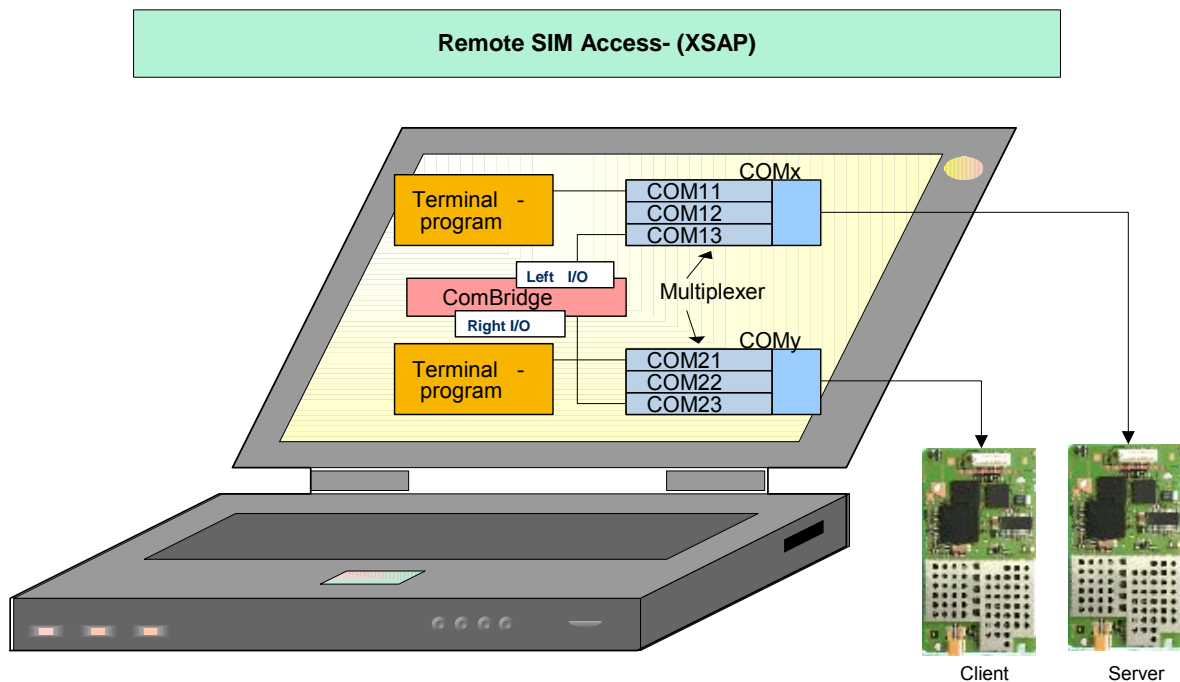 Remote SIM Access- (XSAP)
COMx
Terminal -
program
COM11
COM12
COM13
Left I/O
ComBridge
Right I/O
Multiplexer
COMy
Terminal -
program
COM21
COM22
COM23
Client
Server